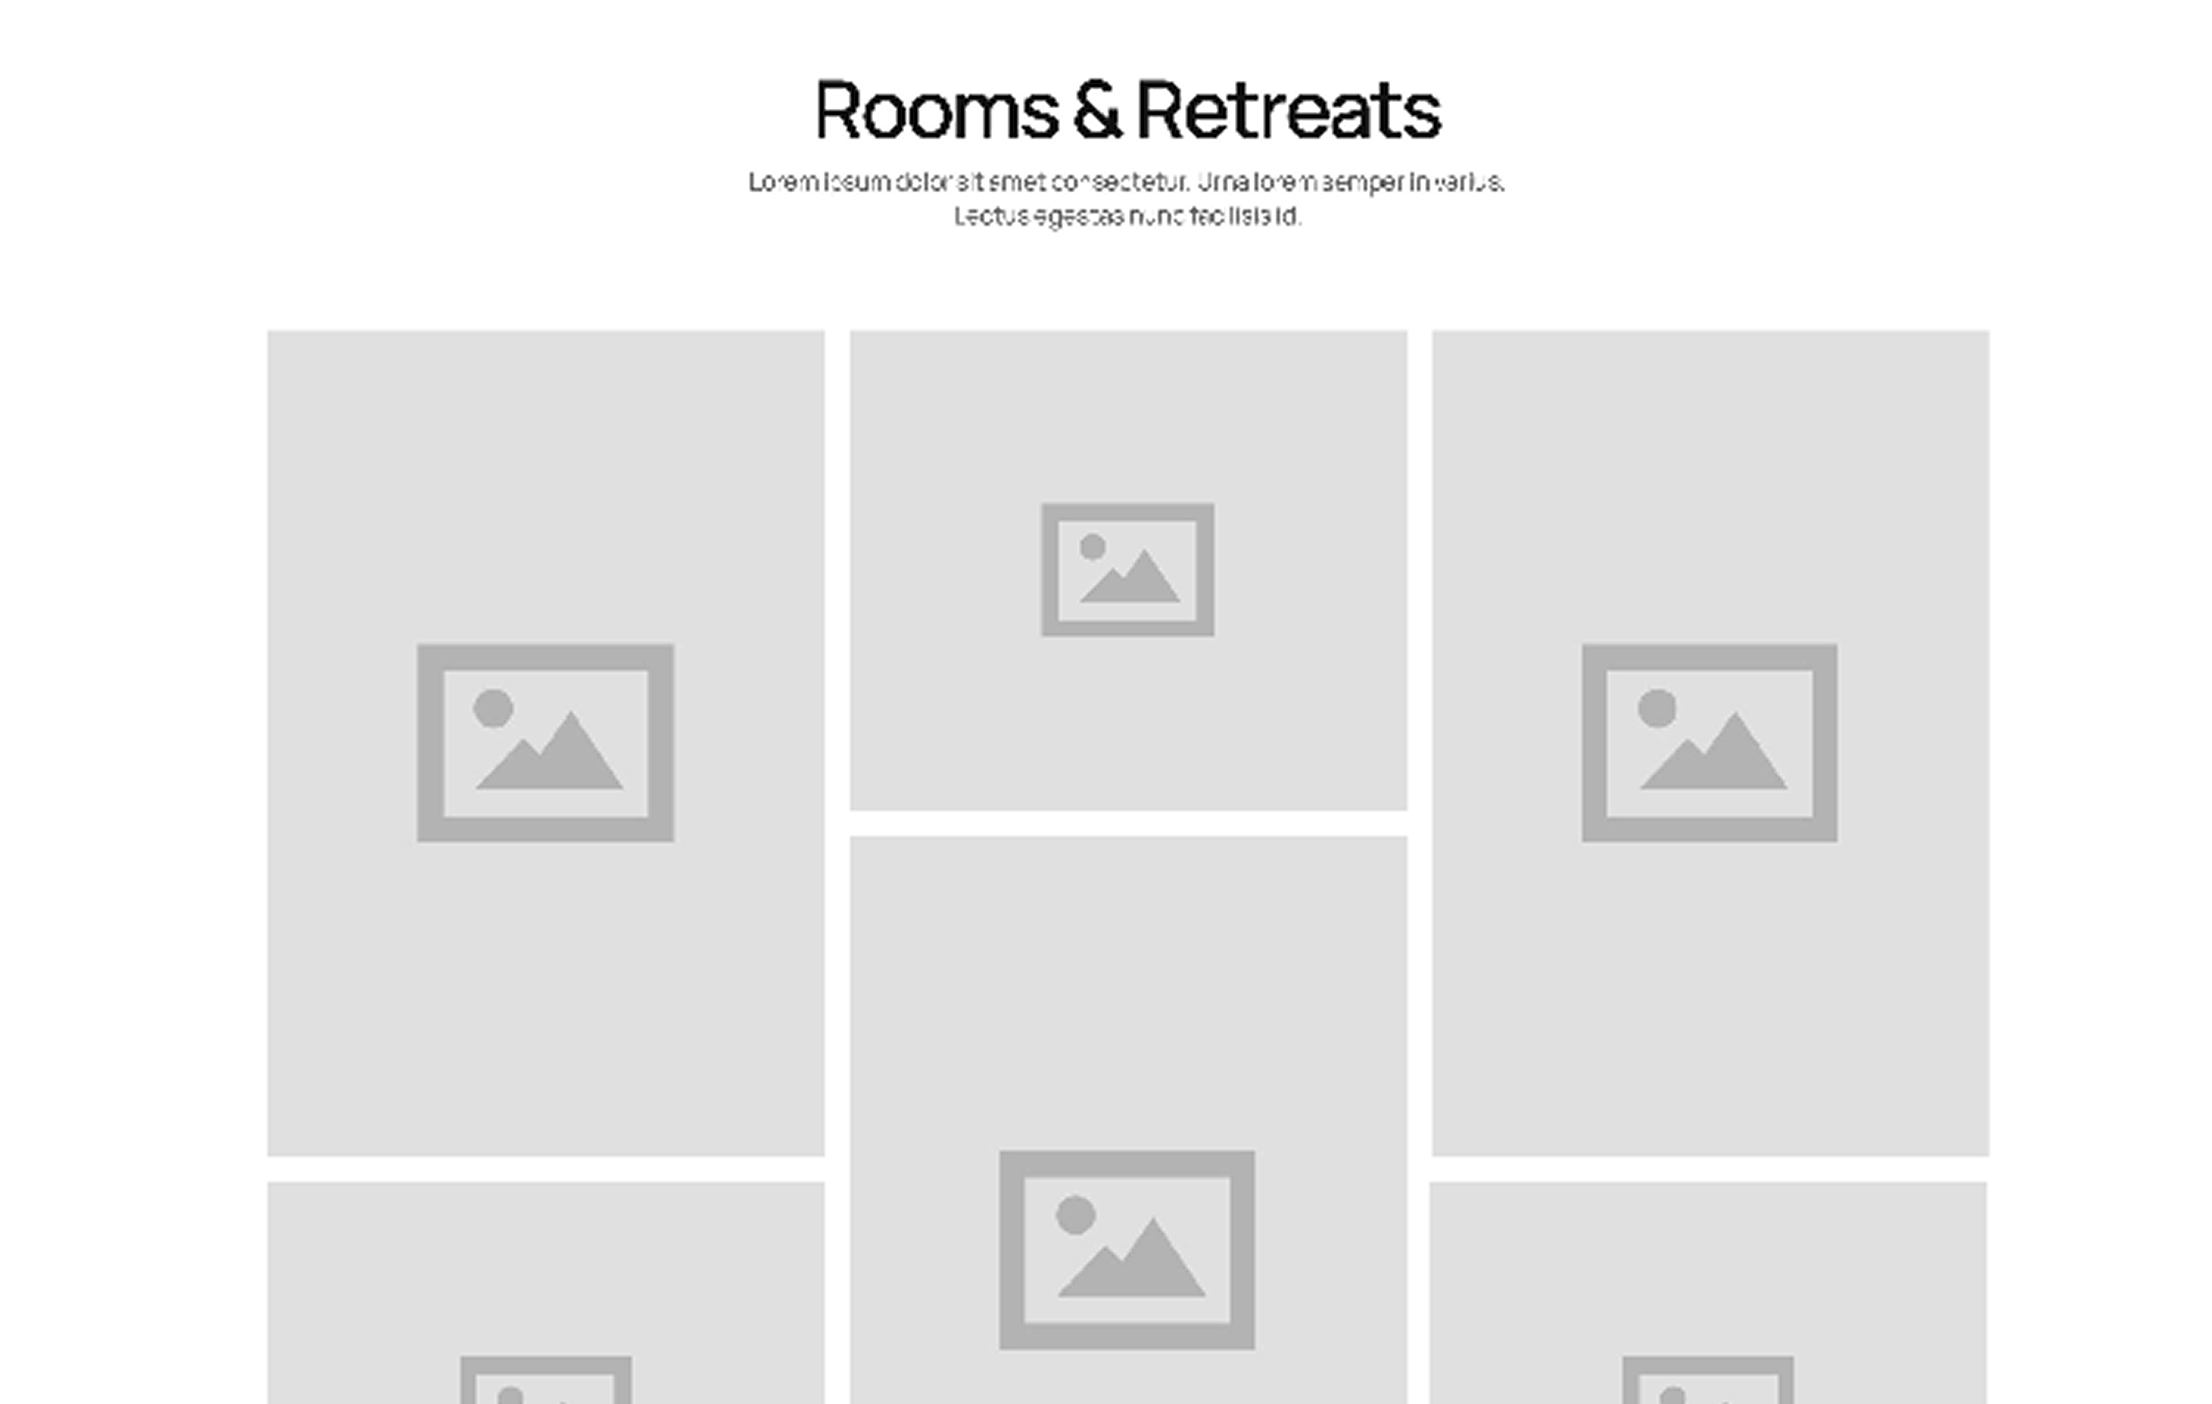 Rooms & Retreats
Lorem ipsum dolor sit amet consectetur. Urna lorem semper in varius.
Lectus egestas nunc facilisis id.